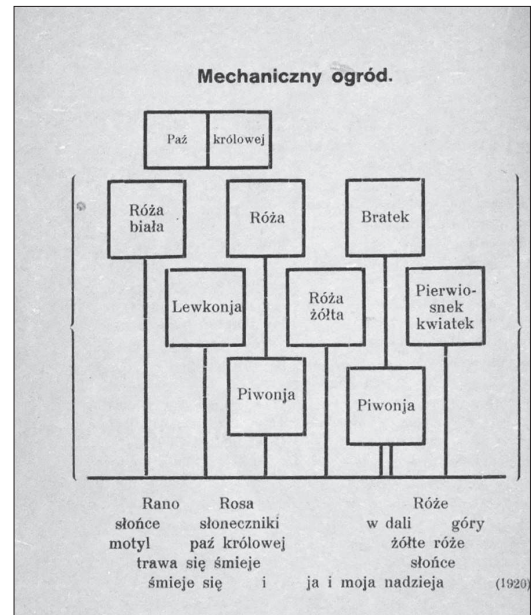 Mechaniczny ogród.
Paź królowej
Róża
biała
Róża
Bratek
Lewkonja
Róża
żółta
Pierwio-
snek
kwiatek
Piwonja
Piwonja
Rano Rosa Róże
słońce słoneczniki w dali góry
motyl paź królowej żółte róże
trawa się śmieje słońce
śmieje się i ja i moja nadzieja (1920)